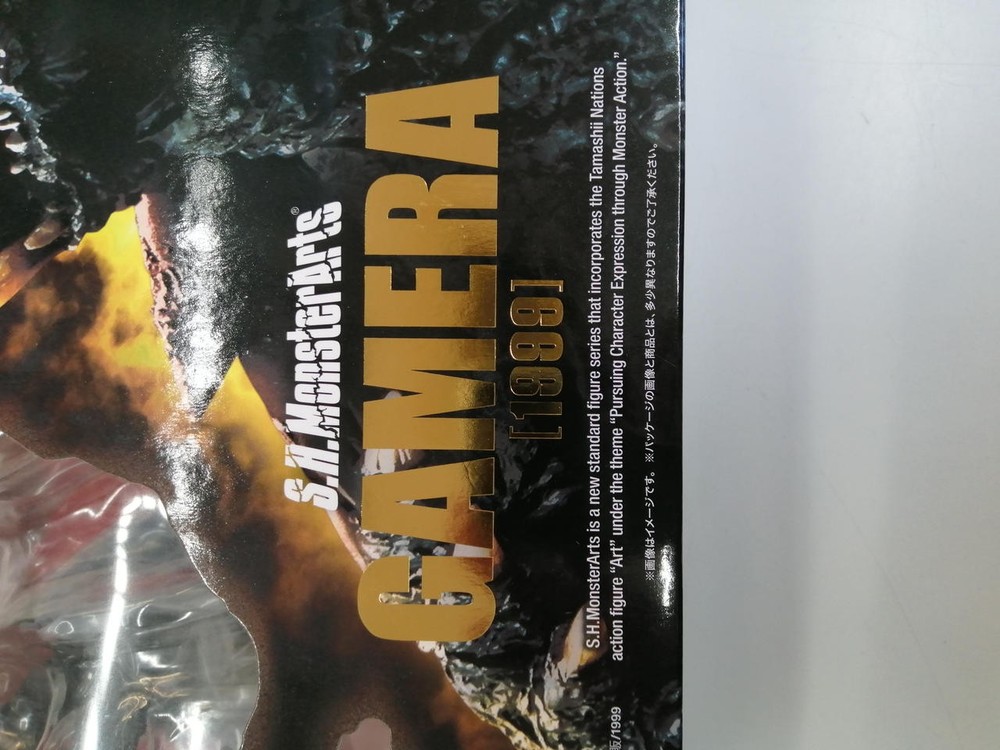 S.H.MonsterArts®
GAMERA
[1999]
S.H.MonsterArts is a new standard figure series that incorporates the Tamashii Nations
action figure “Art” under the theme “Pursuing Character Expression through Monster Action.”
※画像はイメージです。 ※パッケージの画像と商品とは、多少異なりますのでご了承ください。
版/1999